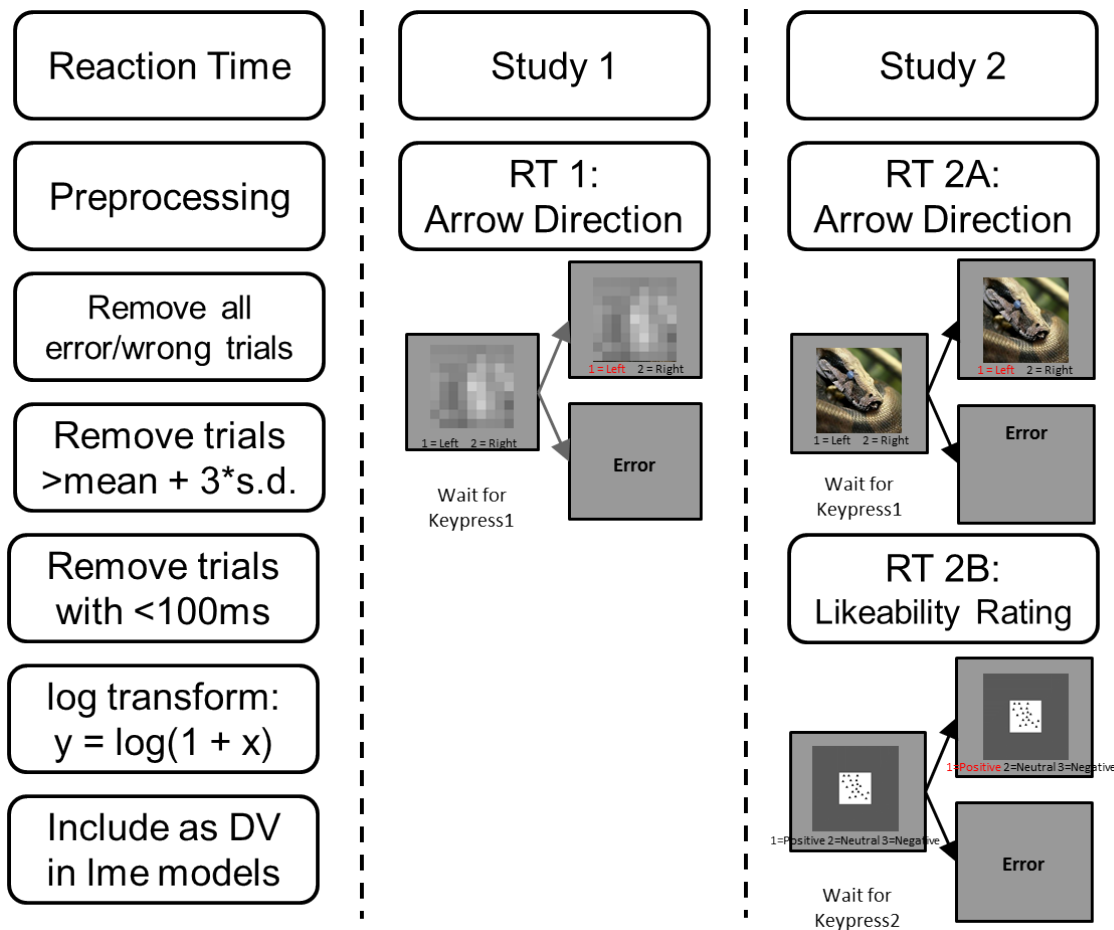 Reaction Time
Preprocessing
Remove all
error/wrong trials
Remove trials
>mean + 3*s.d.
Remove trials
with <100ms
log transform:
y = log(1 + x)
Include as DV
in lme models
Study 1
RT 1:
Arrow Direction
1 = Left 2 = Right
1 = Left 2 = Right
Error
Wait for
Keypress1
Study 2
RT 2A:
Arrow Direction
1 = Left 2 = Right
1 = Left 2 = Right
Error
Wait for
Keypress1
RT 2B:
Likeability Rating
1=Positive 2=Neutral 3=Negative
1=Positive 2=Neutral 3=Negative
Error
Wait for
Keypress2